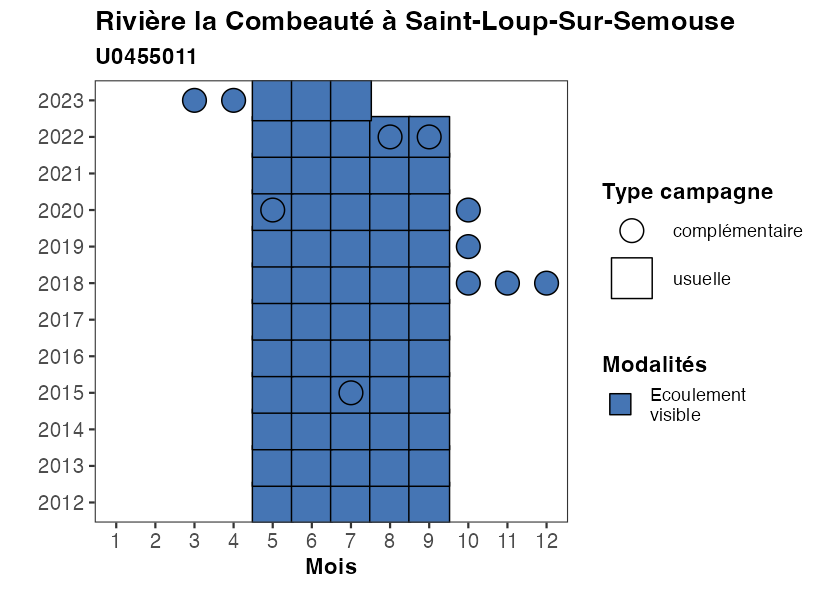 Rivière la Combeauté à Saint-Loup-Sur-Semouse
U0455011
2023
2022
2021
2020
2019
2018
2017
2016
2015
2014
2013
2012
1 2 3 4 5 6 7 8 9 10 11 12
Mois
Type campagne
complémentaire
usuelle
Modalités
Ecoulement
visible